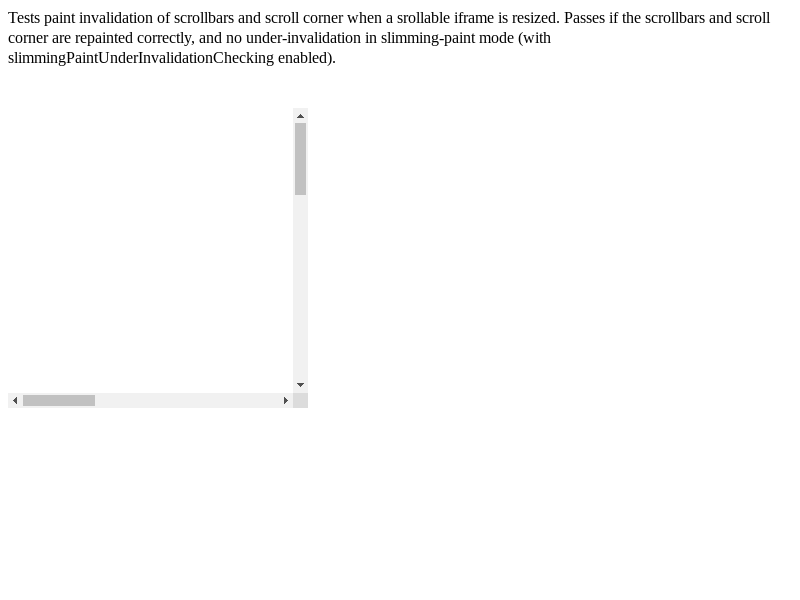 Tests paint invalidation of scrollbars and scroll corner when a srollable iframe is resized. Passes if the scrollbars and scroll
corner are repainted correctly, and no under-invalidation in slimming-paint mode (with
slimmingPaintUnderInvalidationChecking enabled).